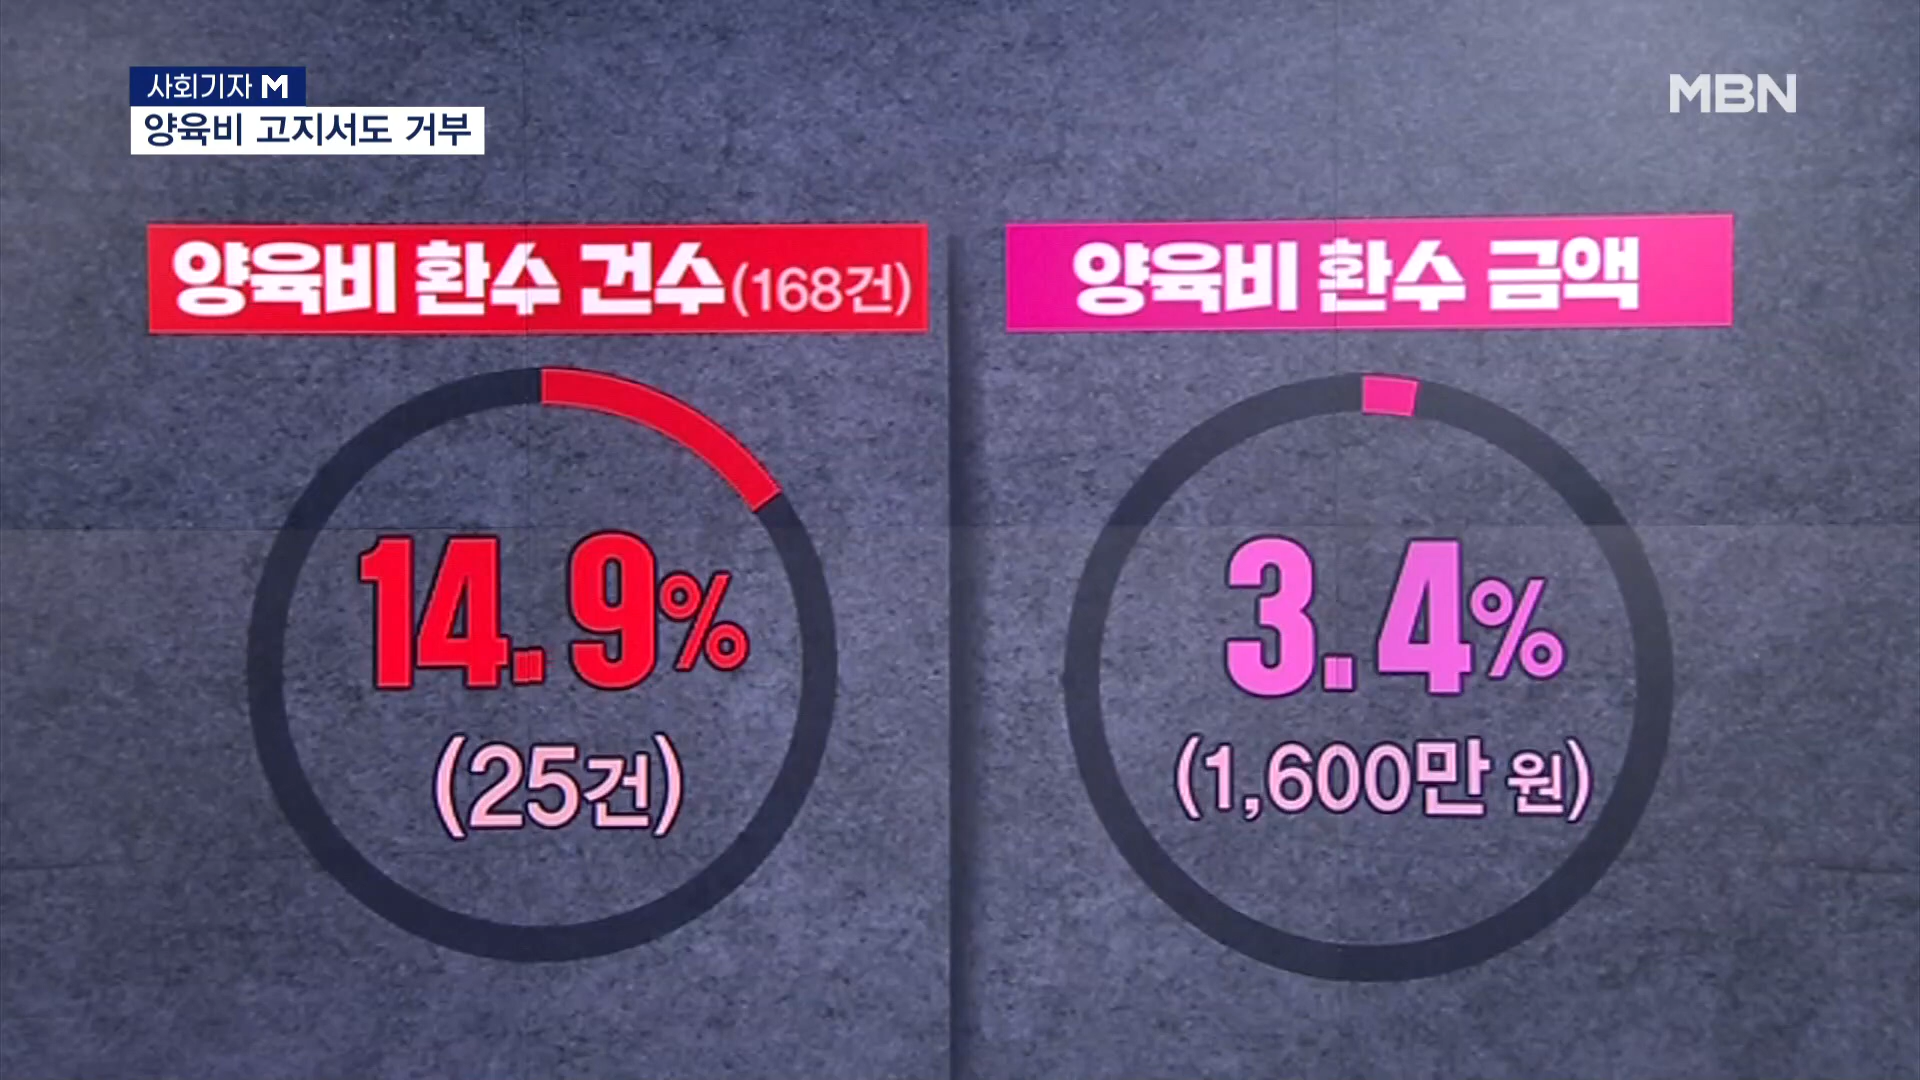 사회기자 M
MBN
양육비 고지서도 거부
양육비 환수 건수(168건)
양육비 환수 금액
14.9%
(25건)
3.4%
(1,600만 원)